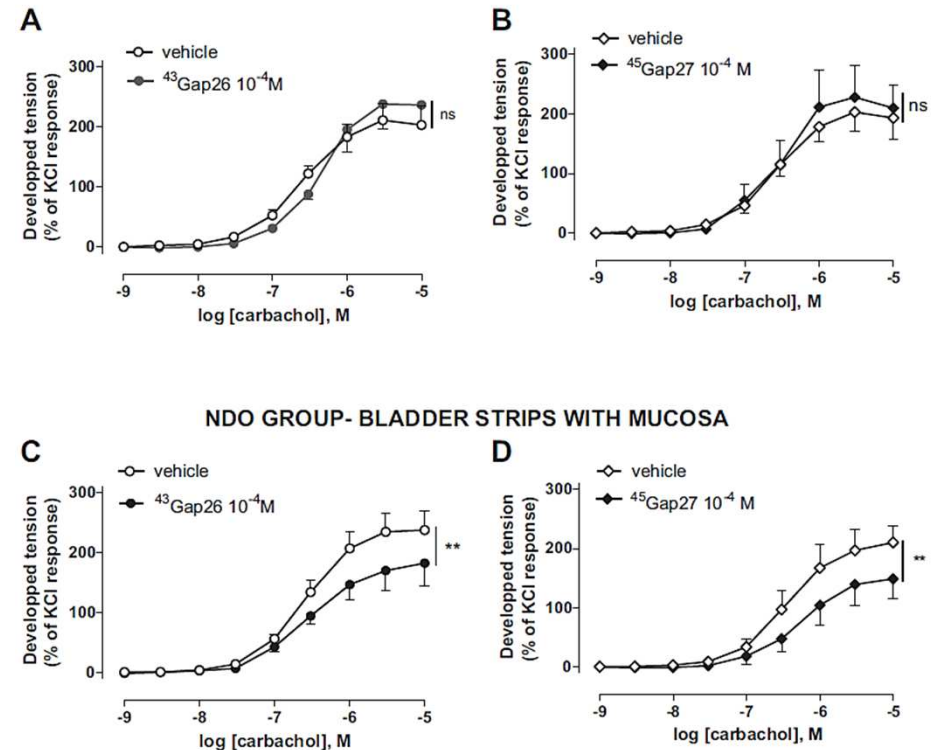 A
vehicle
⁴³Gap26 10⁻⁴M
Developped tension
(% of KCl response)
300
200
100
0
ns
-9 -8 -7 -6 -5
log [carbachol], M
B
vehicle
⁴⁵Gap27 10⁻⁴ M
Developped tension
(% of KCl response)
300
200
100
0
ns
-9 -8 -7 -6 -5
log [carbachol], M
NDO GROUP- BLADDER STRIPS WITH MUCOSA
C
vehicle
⁴³Gap26 10⁻⁴M
Developped tension
(% of KCl response)
300
200
100
0
**
-9 -8 -7 -6 -5
log [carbachol], M
D
vehicle
⁴⁵Gap27 10⁻⁴ M
Developped tension
(% of KCl response)
300
200
100
0
**
-9 -8 -7 -6 -5
log [carbachol], M